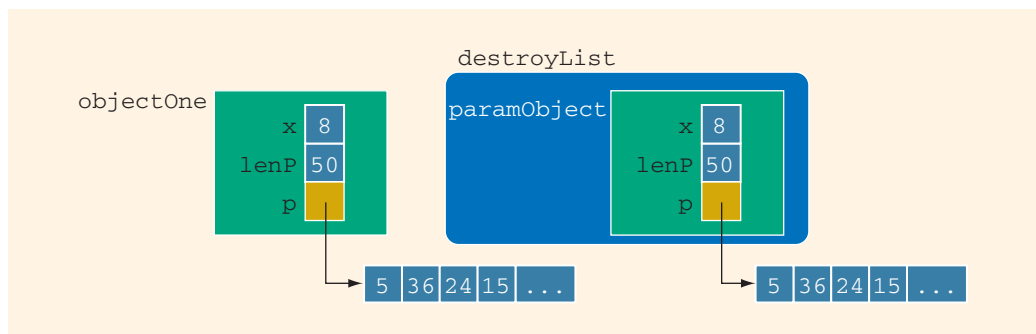 destroyList
objectOne
paramObject
x 8
lenP 50
p
x 8
lenP 50
p
5 36 24 15 ...
5 36 24 15 ...